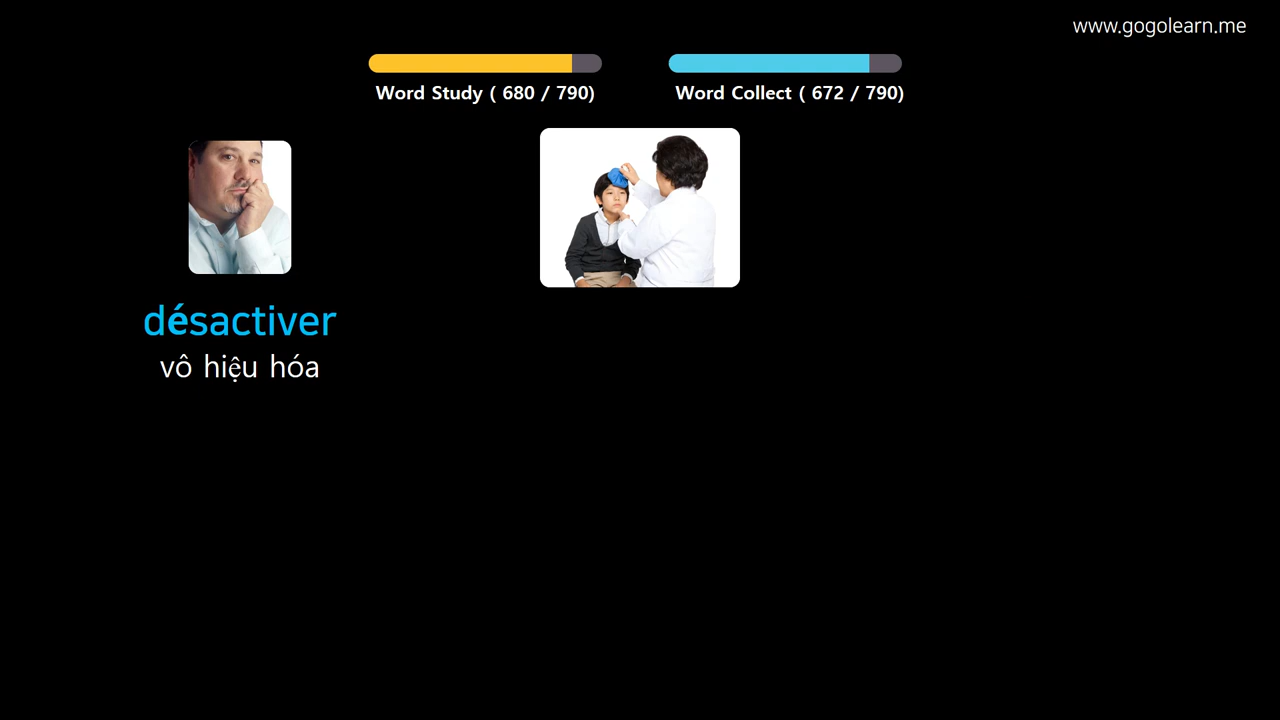 www.gogolearn.me
Word Study ( 680 / 790)
Word Collect ( 672 / 790)
désactiver
vô hiệu hóa